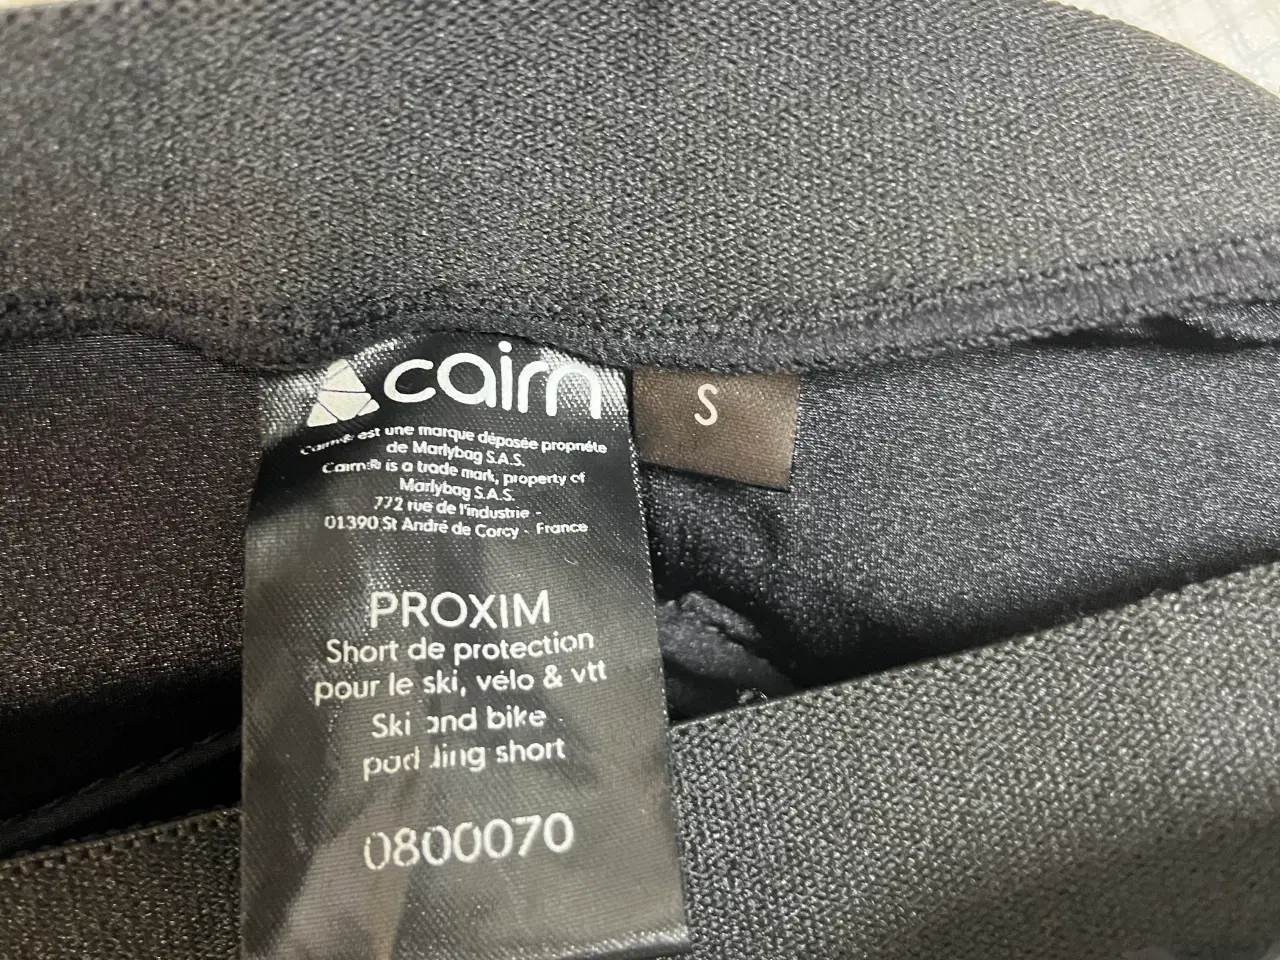 cairn
Cairn® est une marque déposée propriéte
de Marlybag S.A.S.
Cairn® is a trade mark, property of
Marlybag S.A.S.
772 rue de l'industrie -
01390 St André de Corcy - France
PROXIM
Short de protection
pour le ski, vélo & vtt
Ski and bike
padding short
0800070
S